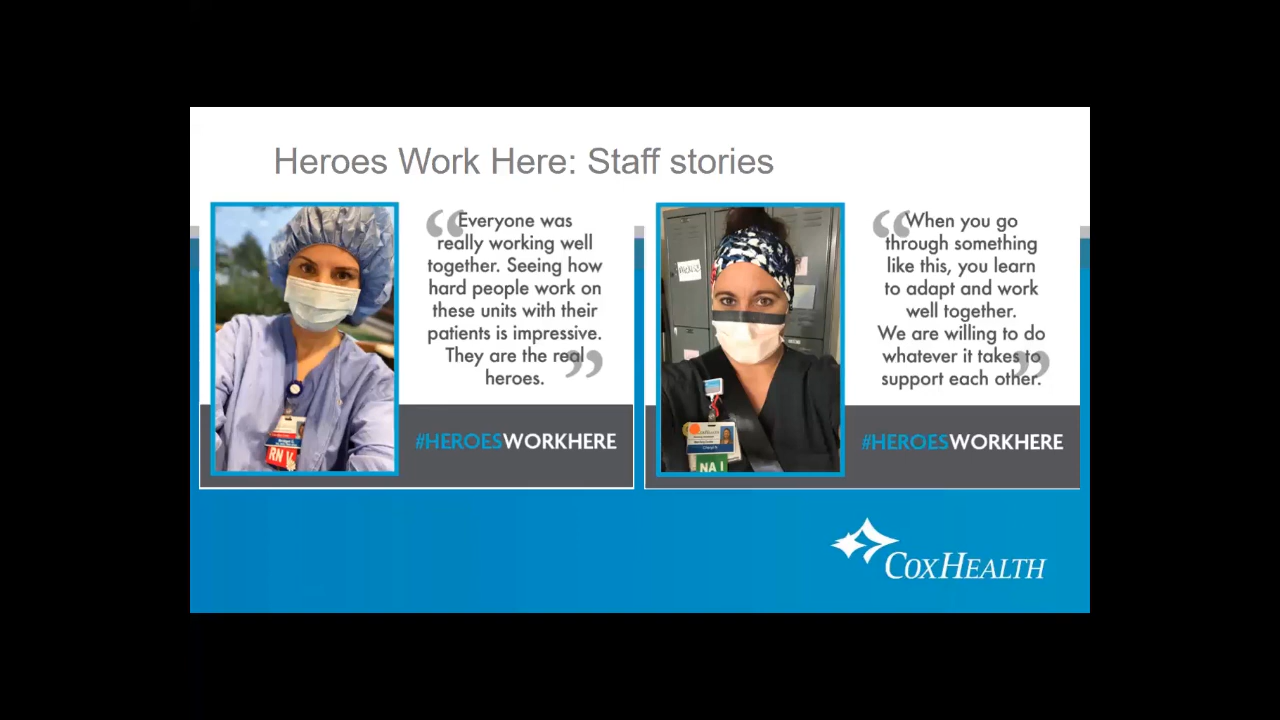 Heroes Work Here: Staff stories
“Everyone was
really working well
together. Seeing how
hard people work on
these units with their
patients is impressive.
They are the real
heroes.”
#HEROESWORKHERE
RN
“When you go
through something
like this, you learn
to adapt and work
well together.
We are willing to do
whatever it takes to
support each other.”
#HEROESWORKHERE
NA I
COXHEALTH